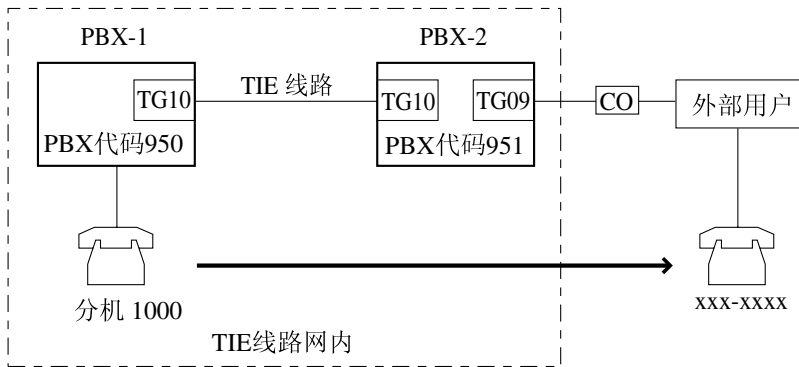 PBX-1
PBX-2
TG10
TIE 线路
TG10
TG09
CO
外部用户
PBX代码950
PBX代码951
分机 1000
xxx-xxxx
TIE线路网内